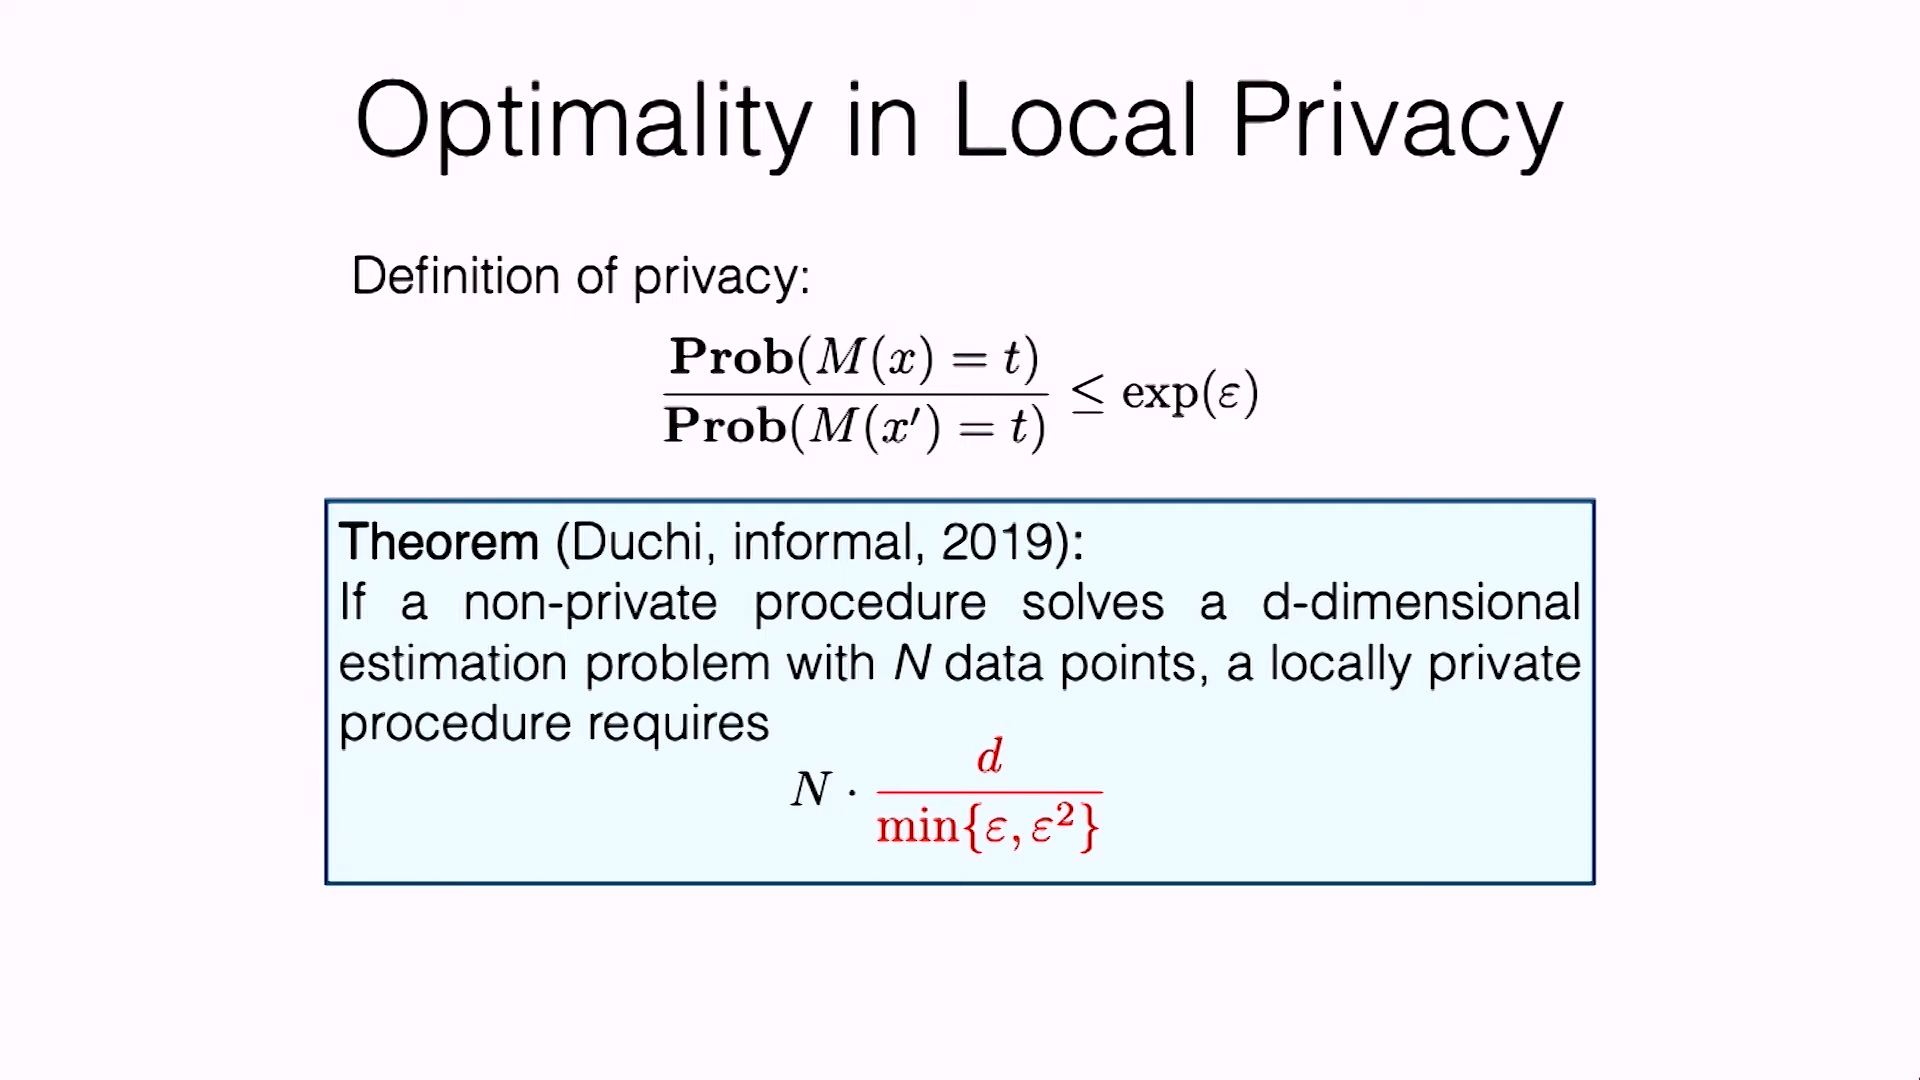 Optimality in Local Privacy
Definition of privacy:
Prob(M(x) = t)
Prob(M(x′) = t)
≤ exp(ε)
Theorem (Duchi, informal, 2019):
If a non-private procedure solves a d-dimensional
estimation problem with N data points, a locally private
procedure requires
N · d
min{ε, ε²}